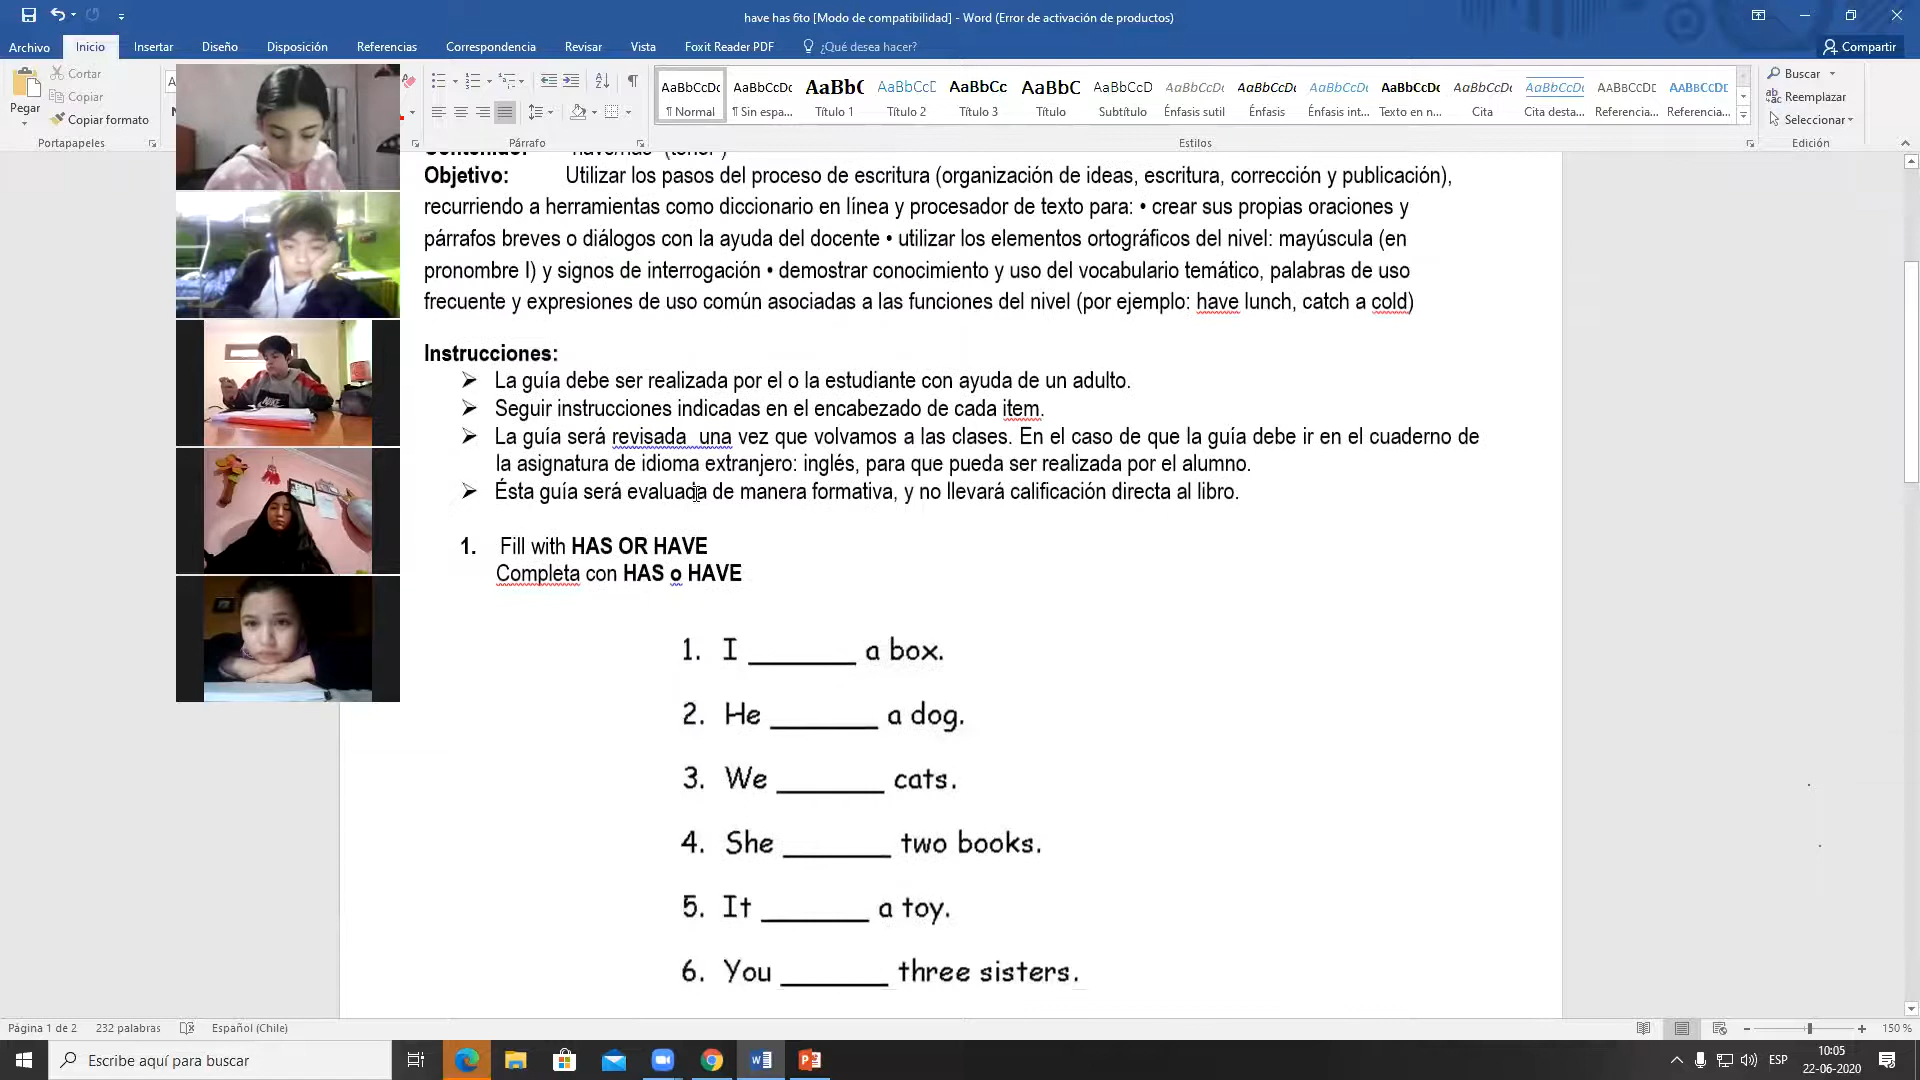 have has 6to [Modo de compatibilidad] - Word (Error de activación de productos)
Archivo Inicio Insertar Diseño Disposición Referencias Correspondencia Revisar Vista Foxit Reader PDF ¿Qué desea hacer? Compartir
Pegar
Cortar
Copiar
Copiar formato
Portapapeles
Párrafo
AaBbCcDc AaBbCcDc AaBbC AaBbCcD AaBbCc AaBbC AaBbCcD AaBbCcDc AaBbCcDc AaBbCcDc AaBbCcDc AaBbCcDc AaBbCcDc AABBCCDE AABBCCDE
¶ Normal ¶ Sin espa... Título 1 Título 2 Título 3 Título Subtítulo Énfasis sutil Énfasis Énfasis int... Texto en n... Cita Cita desta... Referencia... Referencia...
Estilos
Buscar
Reemplazar
Seleccionar
Edición
Objetivo: Utilizar los pasos del proceso de escritura (organización de ideas, escritura, corrección y publicación),
recurriendo a herramientas como diccionario en línea y procesador de texto para: • crear sus propias oraciones y
párrafos breves o diálogos con la ayuda del docente • utilizar los elementos ortográficos del nivel: mayúscula (en
pronombre I) y signos de interrogación • demostrar conocimiento y uso del vocabulario temático, palabras de uso
frecuente y expresiones de uso común asociadas a las funciones del nivel (por ejemplo: have lunch, catch a cold)
Instrucciones:
➢ La guía debe ser realizada por el o la estudiante con ayuda de un adulto.
➢ Seguir instrucciones indicadas en el encabezado de cada item.
➢ La guía será revisada una vez que volvamos a las clases. En el caso de que la guía debe ir en el cuaderno de
la asignatura de idioma extranjero: inglés, para que pueda ser realizada por el alumno.
➢ Ésta guía será evaluada de manera formativa, y no llevará calificación directa al libro.
1. Fill with HAS OR HAVE
Completa con HAS o HAVE
1. I ________ a box.
2. He ________ a dog.
3. We ________ cats.
4. She ________ two books.
5. It ________ a toy.
6. You ________ three sisters.
Página 1 de 2 232 palabras Español (Chile) 150 %
Escribe aquí para buscar
ESP
10:05
22-06-2020